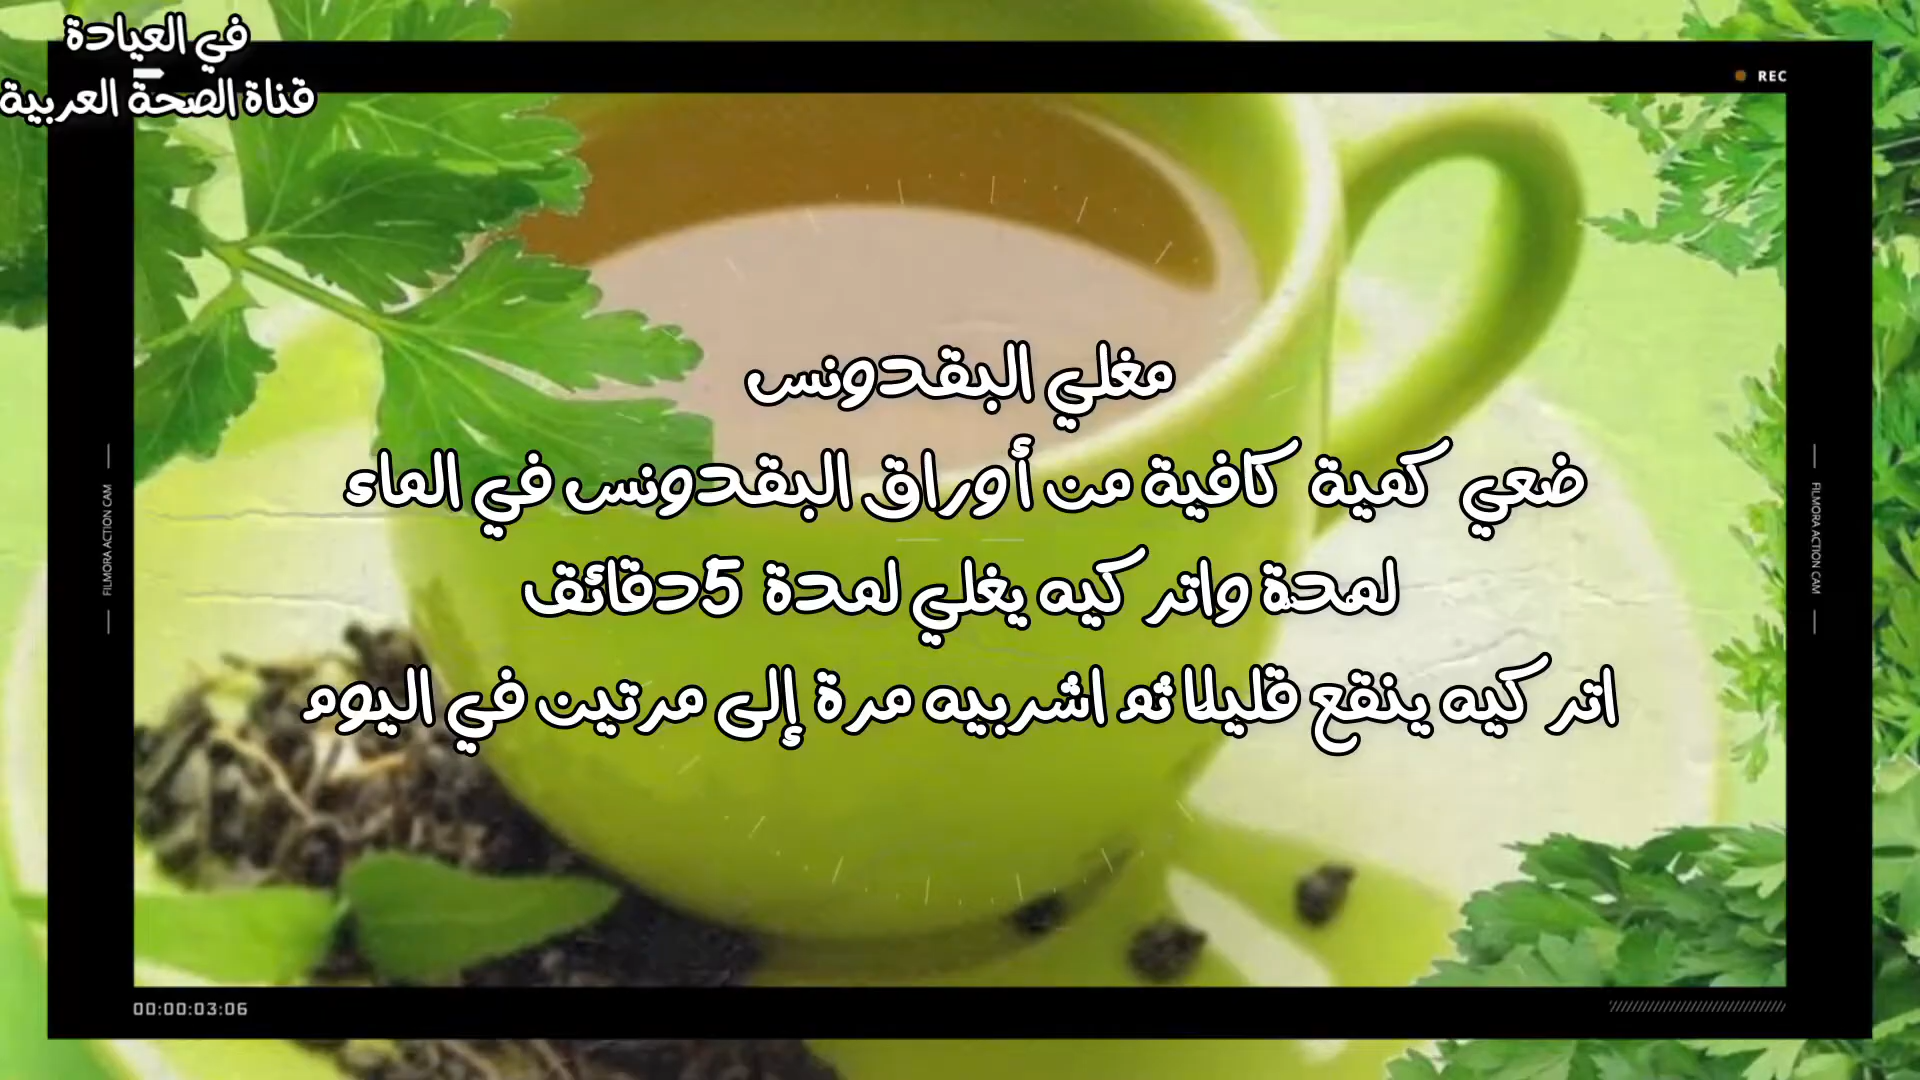 في العيادة
قناة الصحة العربية
REC
مغلي البقدونس
ضعي كمية كافية من أوراق البقدونس في الماء
لمدة واتركيه يغلي لمدة 5دقائق
اتركيه ينقع قليلا ثم اشربيه مرة إلى مرتين في اليوم
FILMORA ACTION CAM
FILMORA ACTION CAM
00:00:03:06